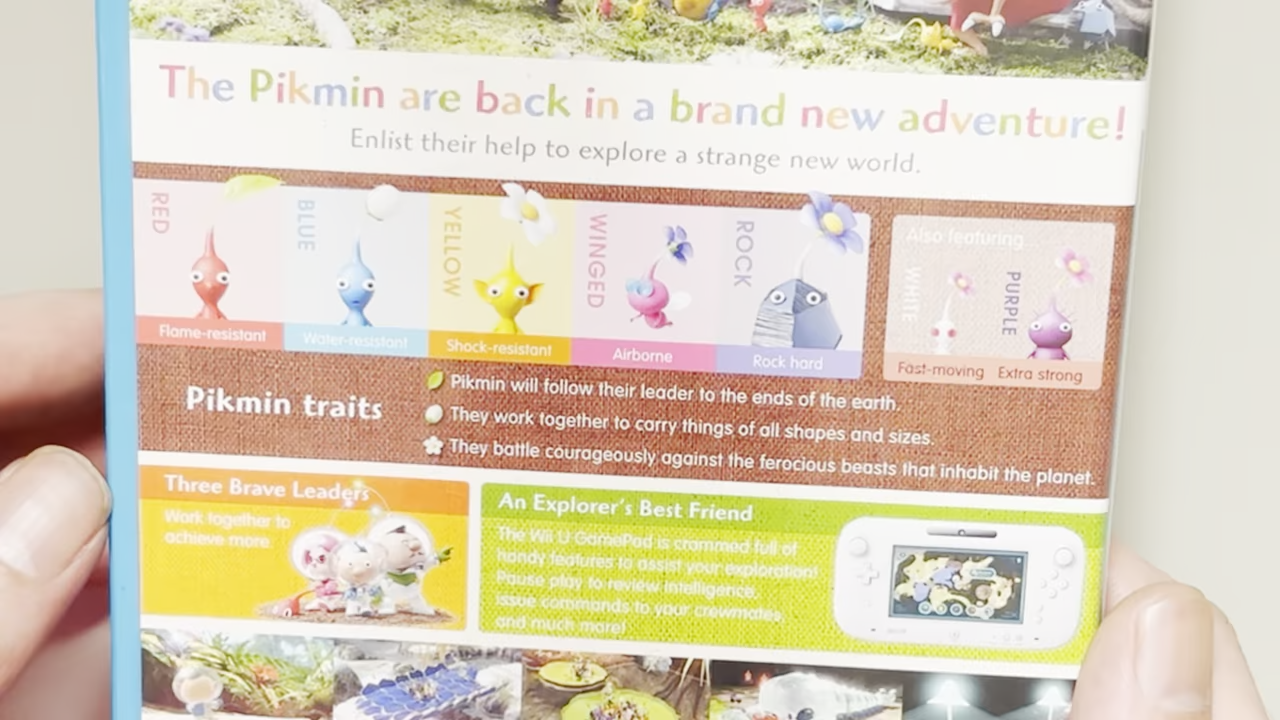 The Pikmin are back in a brand new adventure!
Enlist their help to explore a strange new world.
RED
BLUE
YELLOW
WINGED
ROCK
Flame-resistant
Water-resistant
Shock-resistant
Airborne
Rock hard
Also featuring...
WHITE
PURPLE
Fast-moving
Extra strong
Pikmin traits
Pikmin will follow their leader to the ends of the earth.
They work together to carry things of all shapes and sizes.
They battle courageously against the ferocious beasts that inhabit the planet.
Three Brave Leaders
Work together to
achieve more.
An Explorer's Best Friend
The Wii U GamePad is crammed full of
handy features to assist your exploration!
Pause play to review intelligence,
issue commands to your crewmates,
and much more!